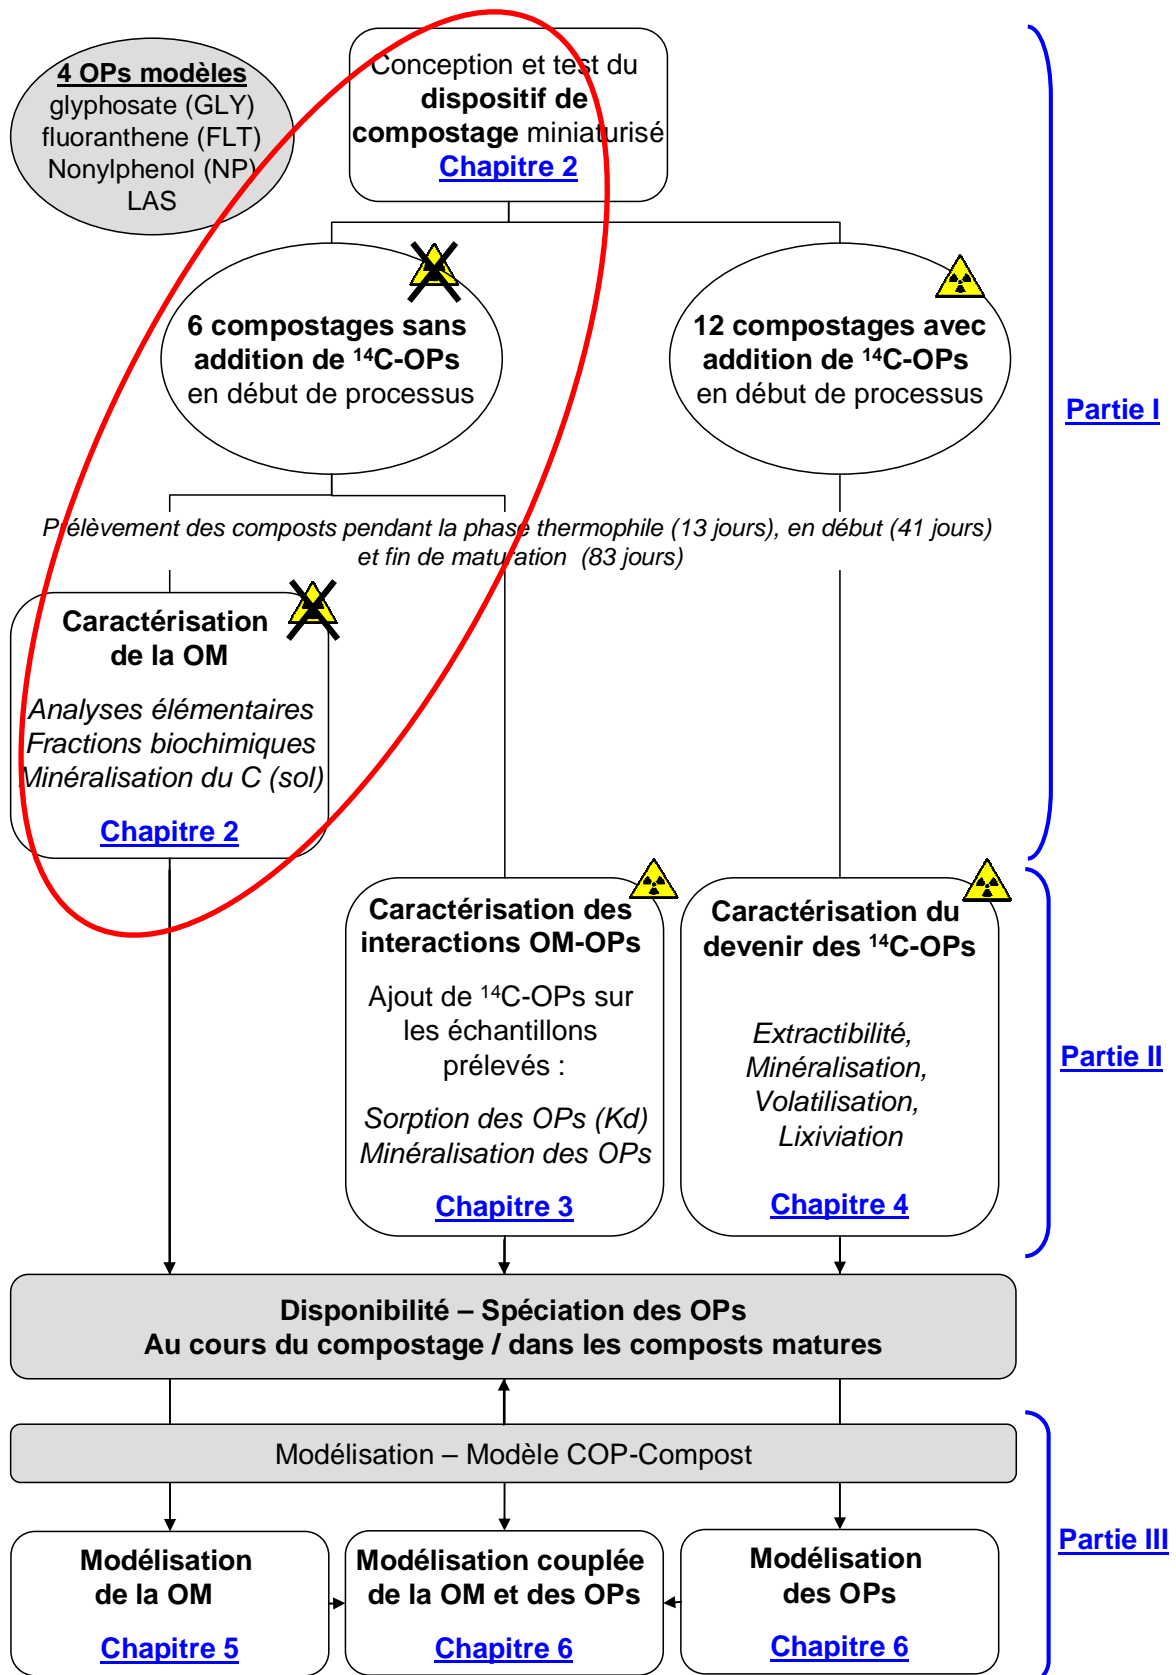 4 OPs modèles
glyphosate (GLY)
fluoranthene (FLT)
Nonylphenol (NP)
LAS
Conception et test du
dispositif de
compostage miniaturisé
Chapitre 2
6 compostages sans
addition de ¹⁴C-OPs
en début de processus
12 compostages avec
addition de ¹⁴C-OPs
en début de processus
Partie I
Prélèvement des composts pendant la phase thermophile (13 jours), en début (41 jours)
et fin de maturation (83 jours)
Caractérisation
de la OM
Analyses élémentaires
Fractions biochimiques
Minéralisation du C (sol)
Chapitre 2
Caractérisation des
interactions OM-OPs
Ajout de ¹⁴C-OPs sur
les échantillons
prélevés :
Sorption des OPs (Kd)
Minéralisation des OPs
Chapitre 3
Caractérisation du
devenir des ¹⁴C-OPs
Extractibilité,
Minéralisation,
Volatilisation,
Lixiviation
Chapitre 4
Partie II
Disponibilité – Spéciation des OPs
Au cours du compostage / dans les composts matures
Modélisation – Modèle COP-Compost
Modélisation
de la OM
Chapitre 5
Modélisation couplée
de la OM et des OPs
Chapitre 6
Modélisation
des OPs
Chapitre 6
Partie III